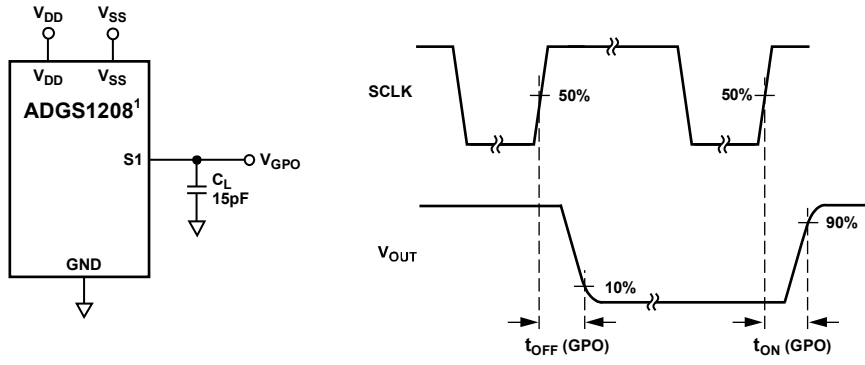 VDD VSS
VDD VSS
ADGS1208¹
S1
VGPO
CL
15pF
GND
SCLK
50%
50%
VOUT
10%
90%
tOFF (GPO)
tON (GPO)